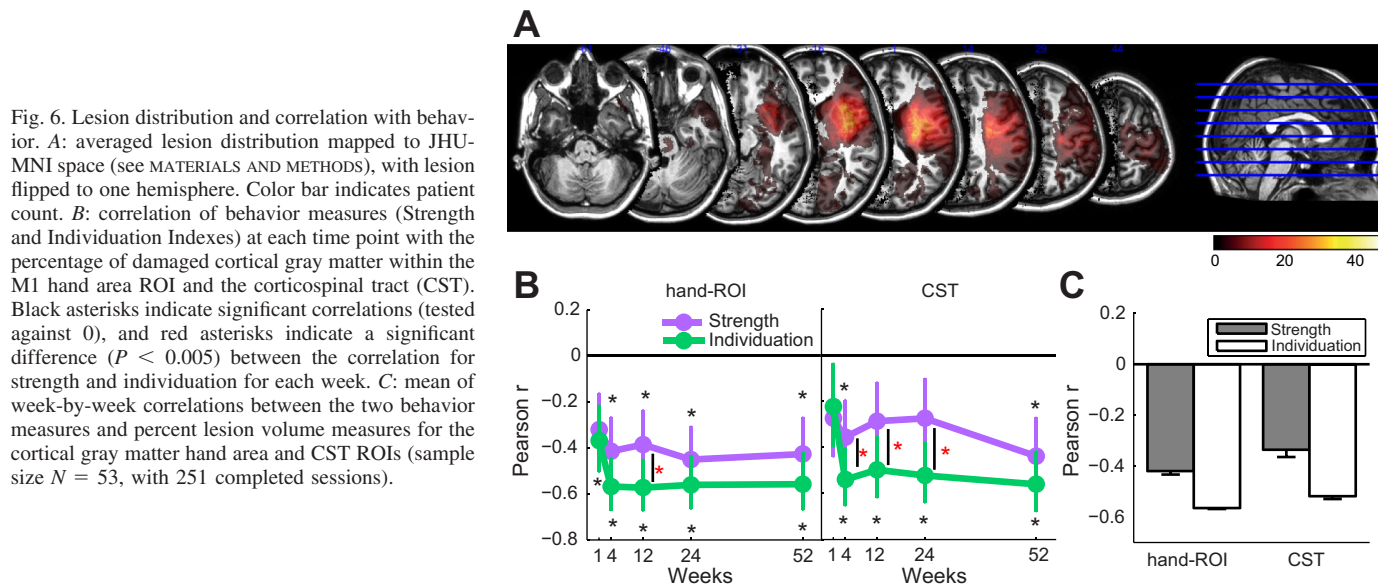 Fig. 6. Lesion distribution and correlation with behav-
ior. A: averaged lesion distribution mapped to JHU-
MNI space (see MATERIALS AND METHODS), with lesion
flipped to one hemisphere. Color bar indicates patient
count. B: correlation of behavior measures (Strength
and Individuation Indexes) at each time point with the
percentage of damaged cortical gray matter within the
M1 hand area ROI and the corticospinal tract (CST).
Black asterisks indicate significant correlations (tested
against 0), and red asterisks indicate a significant
difference (P < 0.005) between the correlation for
strength and individuation for each week. C: mean of
week-by-week correlations between the two behavior
measures and percent lesion volume measures for the
cortical gray matter hand area and CST ROIs (sample
size N = 53, with 251 completed sessions).
A
0 20 40
B
hand-ROI CST
Strength
Individuation
Pearson r
0.2
0
−0.2
−0.4
−0.6
−0.8
* * * * * * * * * *
* * * * * * * * * *
1 4 12 24 52 1 4 12 24 52
Weeks Weeks
C
Strength
Individuation
Pearson r
0.2
0
−0.2
−0.4
−0.6
hand-ROI CST